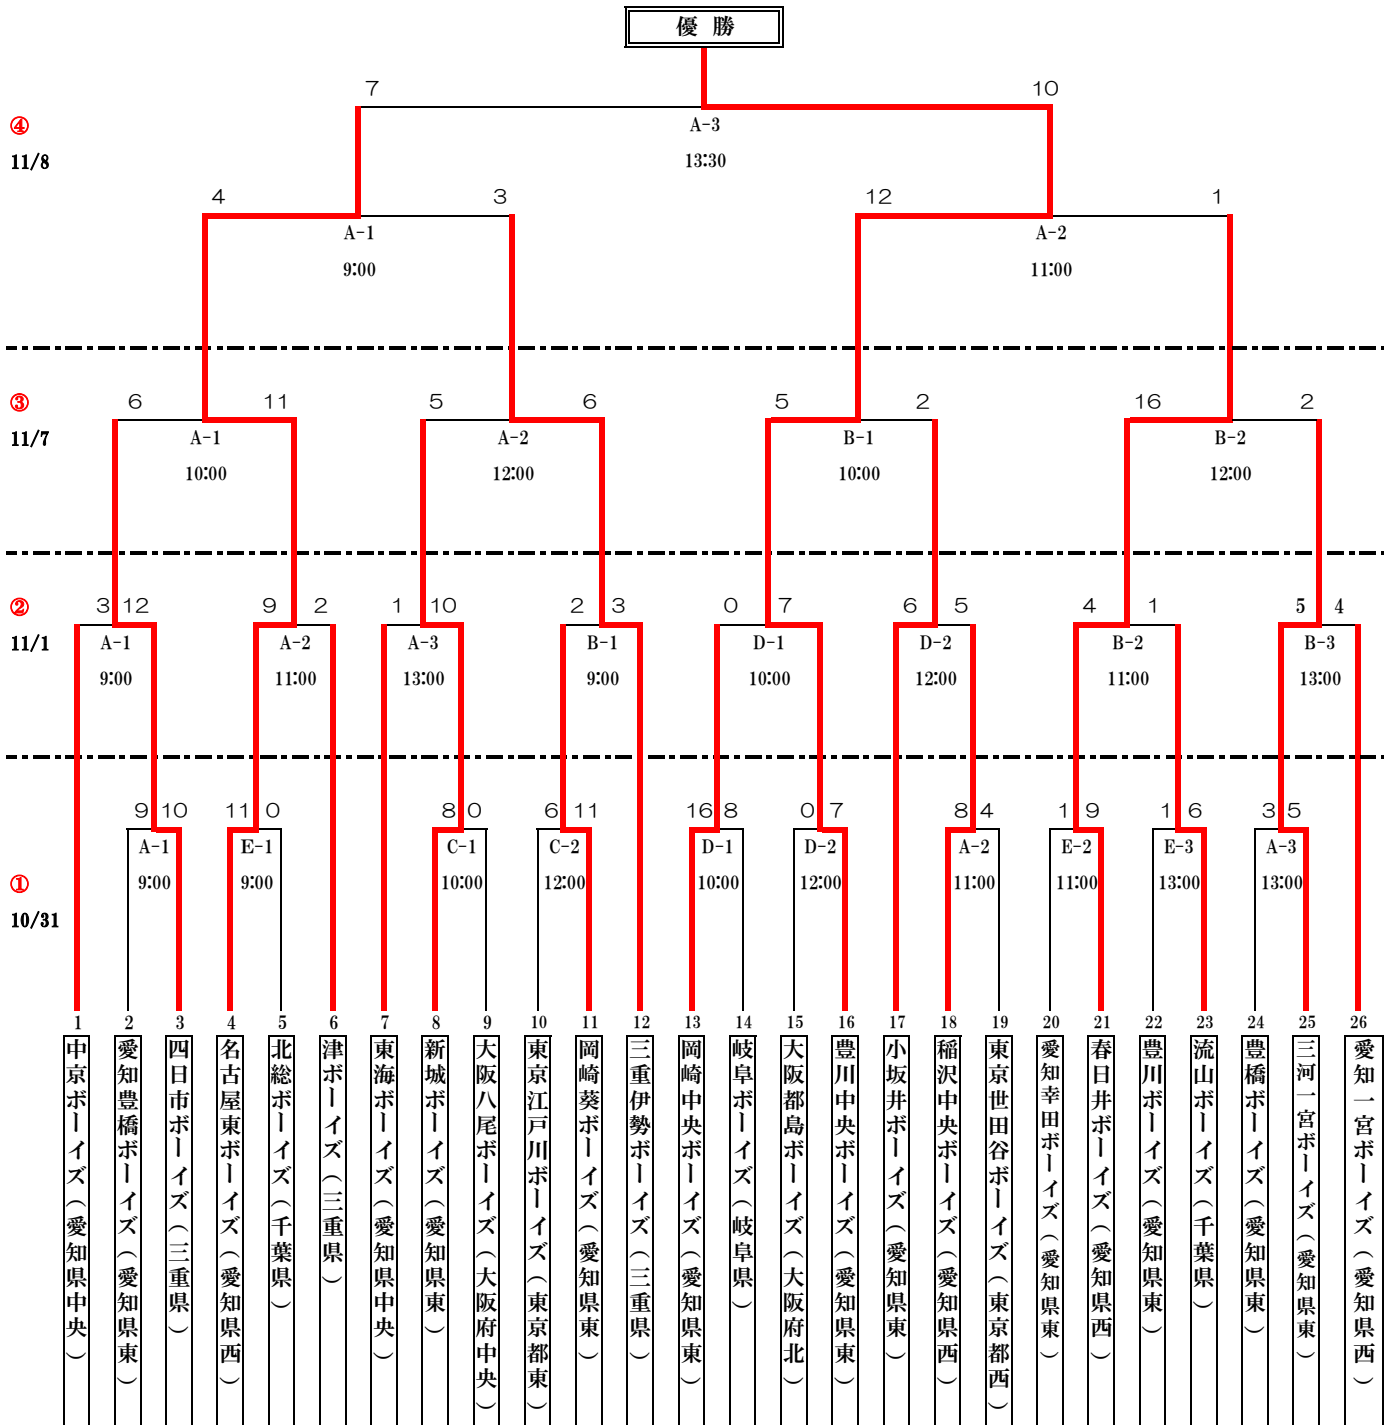 優 勝
7 10
④
A-3
11/8
13:30
4 3 12 1
A-1 A-2
9:00 11:00
③
6 11 5 6 5 2 16 2
11/7
A-1 A-2 B-1 B-2
10:00 12:00 10:00 12:00
②
3 12 9 2 1 10 2 3 0 7 6 5 4 1 5 4
11/1
A-1 A-2 A-3 B-1 D-1 D-2 B-2 B-3
9:00 11:00 13:00 9:00 10:00 12:00 11:00 13:00
9 10 11 0 8 0 6 11 16 8 0 7 8 4 1 9 1 6 3 5
A-1 E-1 C-1 C-2 D-1 D-2 A-2 E-2 E-3 A-3
①
9:00 9:00 10:00 12:00 10:00 12:00 11:00 11:00 13:00 13:00
10/31
1 2 3 4 5 6 7 8 9 10 11 12 13 14 15 16 17 18 19 20 21 22 23 24 25 26
中京ボーイズ(愛知県中央)
愛知豊橋ボーイズ(愛知県東)
四日市ボーイズ(三重県)
名古屋東ボーイズ(愛知県西)
北総ボーイズ(千葉県)
津ボーイズ(三重県)
東海ボーイズ(愛知県中央)
新城ボーイズ(愛知県東)
大阪八尾ボーイズ(大阪府中央)
東京江戸川ボーイズ(東京都東)
岡崎葵ボーイズ(愛知県東)
三重伊勢ボーイズ(三重県)
岡崎中央ボーイズ(愛知県東)
岐阜ボーイズ(岐阜県)
大阪都島ボーイズ(大阪府北)
豊川中央ボーイズ(愛知県東)
小坂井ボーイズ(愛知県東)
稲沢中央ボーイズ(愛知県西)
東京世田谷ボーイズ(東京都西)
愛知幸田ボーイズ(愛知県東)
春日井ボーイズ(愛知県西)
豊川ボーイズ(愛知県東)
流山ボーイズ(千葉県)
豊橋ボーイズ(愛知県東)
三河一宮ボーイズ(愛知県東)
愛知一宮ボーイズ(愛知県西)